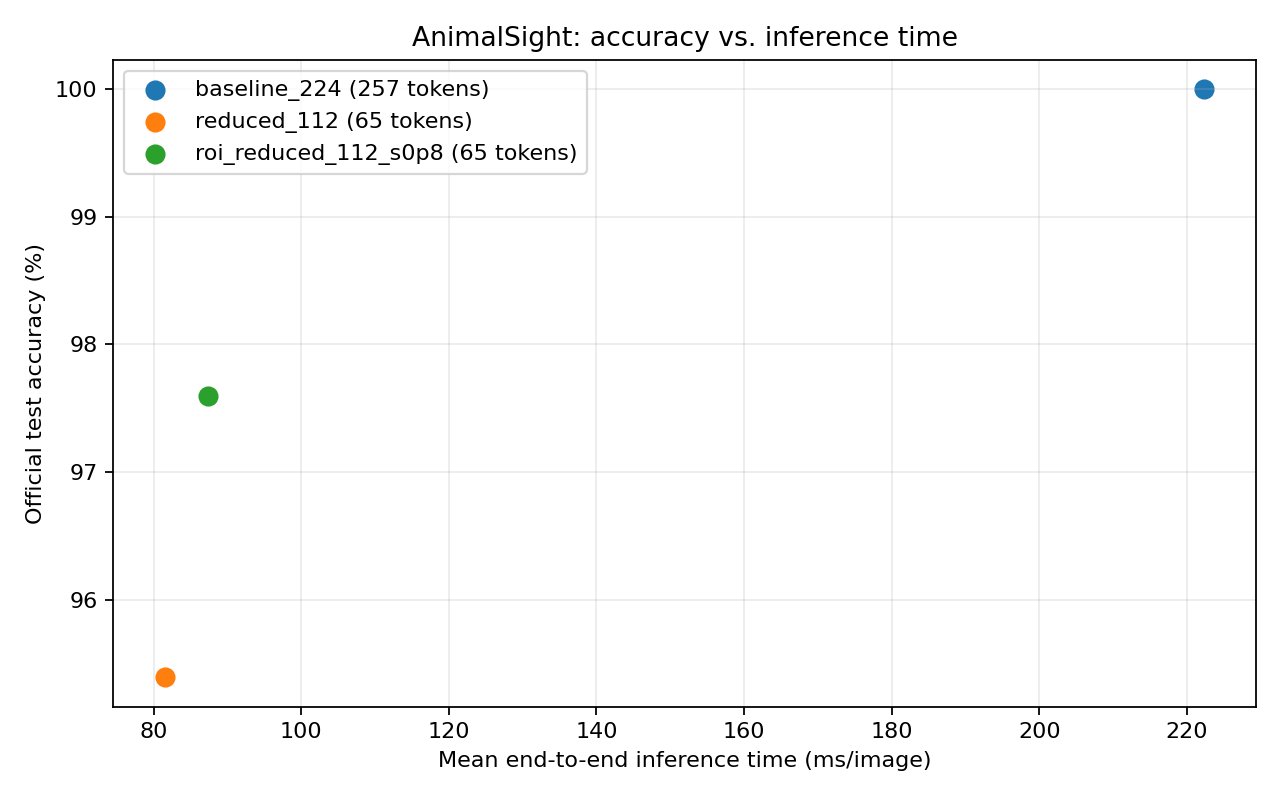 AnimalSight: accuracy vs. inference time
baseline_224 (257 tokens)
reduced_112 (65 tokens)
roi_reduced_112_s0p8 (65 tokens)
Official test accuracy (%)
100
99
98
97
96
80 100 120 140 160 180 200 220
Mean end-to-end inference time (ms/image)